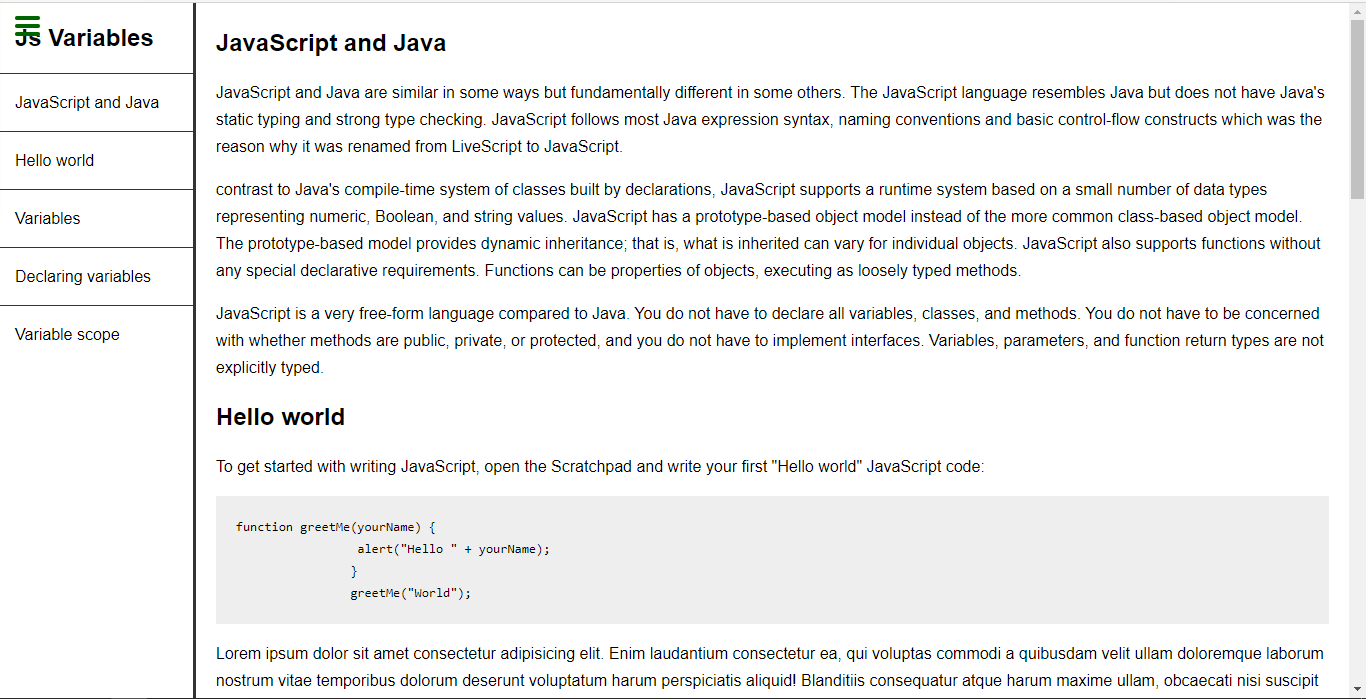 Js Variables
JavaScript and Java
Hello world
Variables
Declaring variables
Variable scope
JavaScript and Java
JavaScript and Java are similar in some ways but fundamentally different in some others. The JavaScript language resembles Java but does not have Java's
static typing and strong type checking. JavaScript follows most Java expression syntax, naming conventions and basic control-flow constructs which was the
reason why it was renamed from LiveScript to JavaScript.
contrast to Java's compile-time system of classes built by declarations, JavaScript supports a runtime system based on a small number of data types
representing numeric, Boolean, and string values. JavaScript has a prototype-based object model instead of the more common class-based object model.
The prototype-based model provides dynamic inheritance; that is, what is inherited can vary for individual objects. JavaScript also supports functions without
any special declarative requirements. Functions can be properties of objects, executing as loosely typed methods.
JavaScript is a very free-form language compared to Java. You do not have to declare all variables, classes, and methods. You do not have to be concerned
with whether methods are public, private, or protected, and you do not have to implement interfaces. Variables, parameters, and function return types are not
explicitly typed.
Hello world
To get started with writing JavaScript, open the Scratchpad and write your first "Hello world" JavaScript code:
function greetMe(yourName) {
alert("Hello " + yourName);
}
greetMe("World");
Lorem ipsum dolor sit amet consectetur adipisicing elit. Enim laudantium consectetur ea, qui voluptas commodi a quibusdam velit ullam doloremque laborum
nostrum vitae temporibus dolorum deserunt voluptatum harum perspiciatis aliquid! Blanditiis consequatur atque harum maxime ullam, obcaecati nisi suscipit